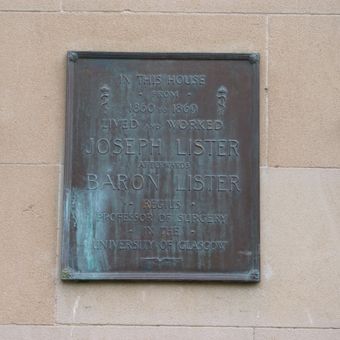 IN THIS HOUSE
- FROM -
1860 TO 1869
LIVED AND WORKED
JOSEPH LISTER
AFTERWARDS
BARON LISTER
- REGIUS -
PROFESSOR OF SURGERY
- IN THE -
UNIVERSITY OF GLASGOW